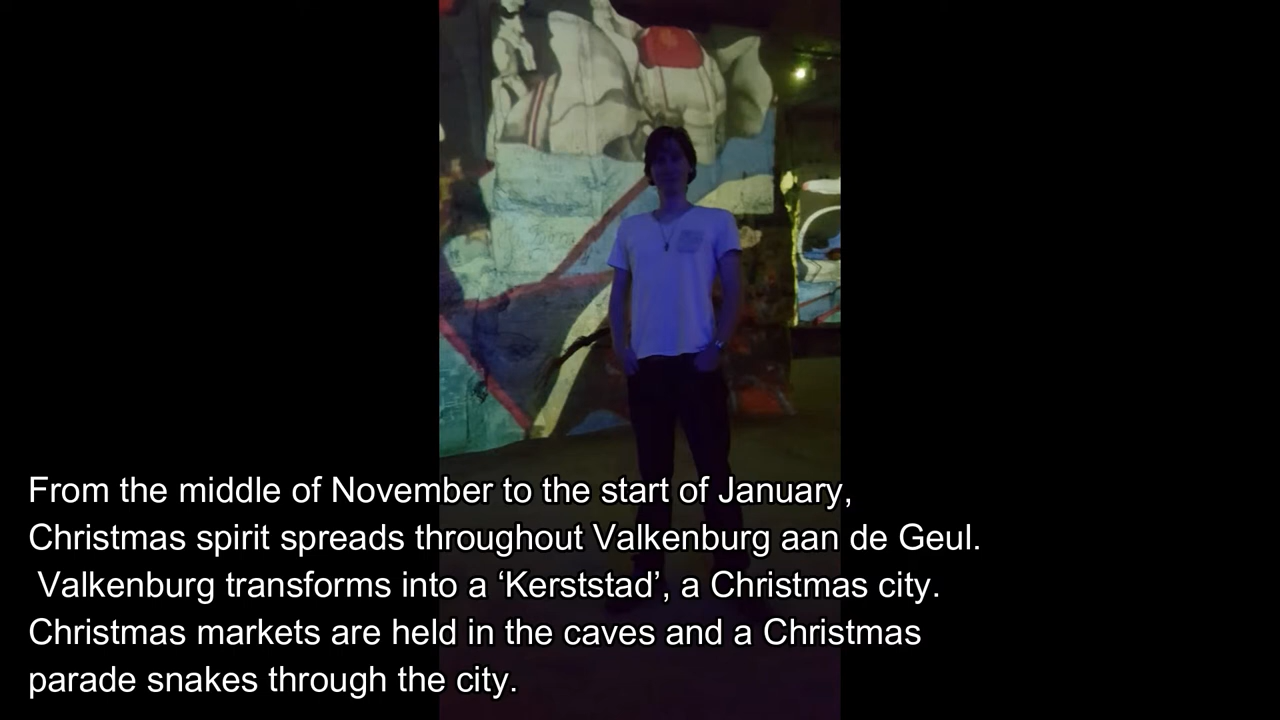 From the middle of November to the start of January,
Christmas spirit spreads throughout Valkenburg aan de Geul.
Valkenburg transforms into a ‘Kerststad’, a Christmas city.
Christmas markets are held in the caves and a Christmas
parade snakes through the city.